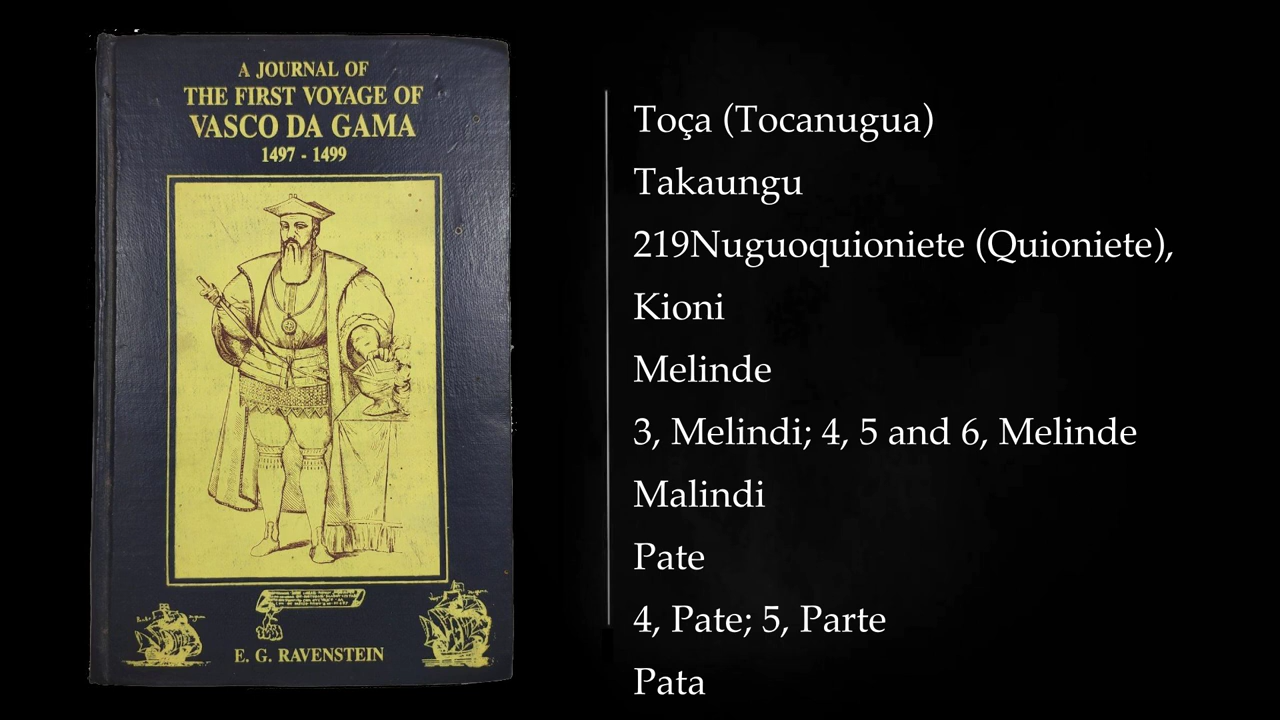 A JOURNAL OF
THE FIRST VOYAGE OF
VASCO DA GAMA
1497 - 1499
E. G. RAVENSTEIN
Toça (Tocanugua)
Takaungu
219Nuguoquioniete (Quioniete),
Kioni
Melinde
3, Melindi; 4, 5 and 6, Melinde
Malindi
Pate
4, Pate; 5, Parte
Pata